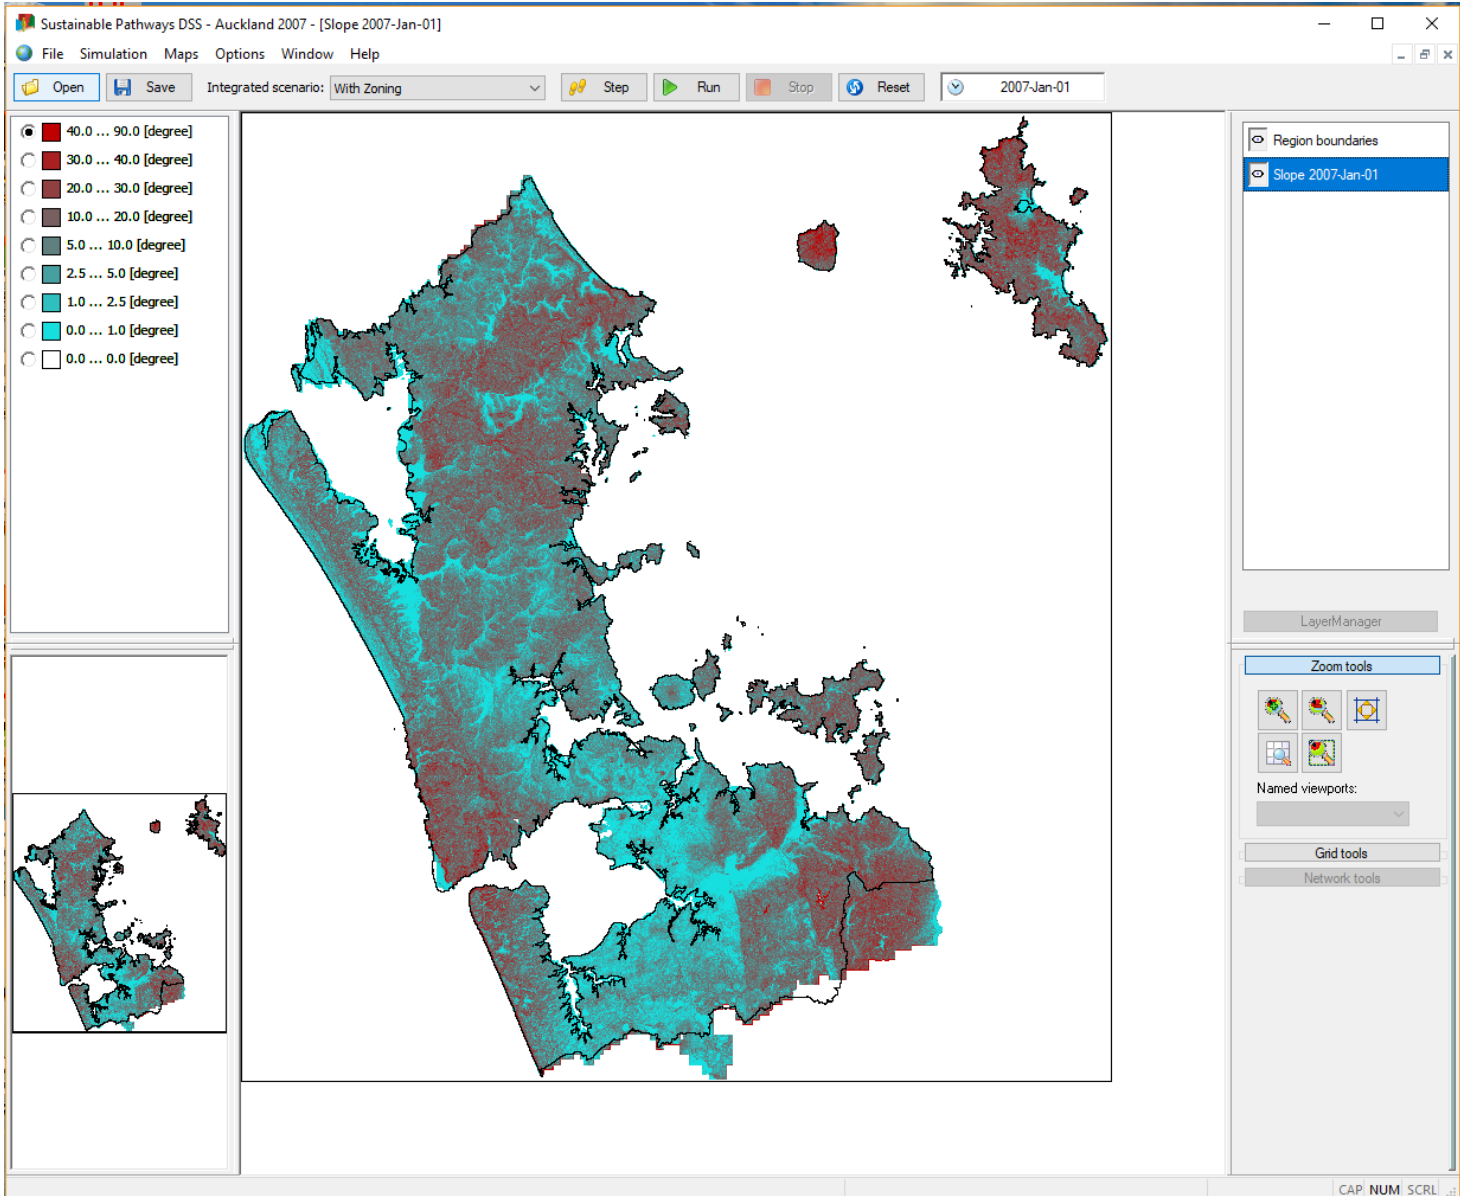 Sustainable Pathways DSS - Auckland 2007 - [Slope 2007-Jan-01]
File Simulation Maps Options Window Help
Open Save Integrated scenario: With Zoning Step Run Stop Reset 2007-Jan-01
40.0 ... 90.0 [degree]
30.0 ... 40.0 [degree]
20.0 ... 30.0 [degree]
10.0 ... 20.0 [degree]
5.0 ... 10.0 [degree]
2.5 ... 5.0 [degree]
1.0 ... 2.5 [degree]
0.0 ... 1.0 [degree]
0.0 ... 0.0 [degree]
Region boundaries
Slope 2007-Jan-01
LayerManager
Zoom tools
Named viewports:
Grid tools
Network tools
CAP NUM SCRL